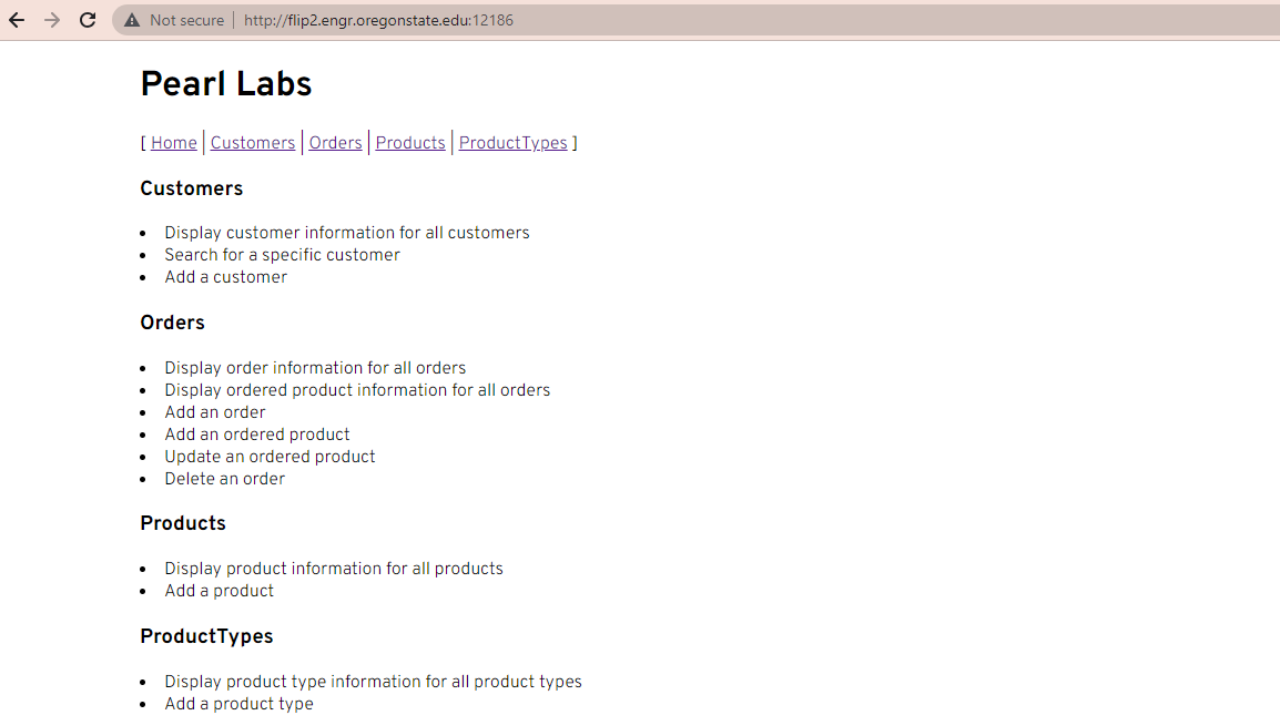 Not secure | http://flip2.engr.oregonstate.edu:12186
Pearl Labs
[ Home | Customers | Orders | Products | ProductTypes ]
Customers
• Display customer information for all customers
• Search for a specific customer
• Add a customer
Orders
• Display order information for all orders
• Display ordered product information for all orders
• Add an order
• Add an ordered product
• Update an ordered product
• Delete an order
Products
• Display product information for all products
• Add a product
ProductTypes
• Display product type information for all product types
• Add a product type